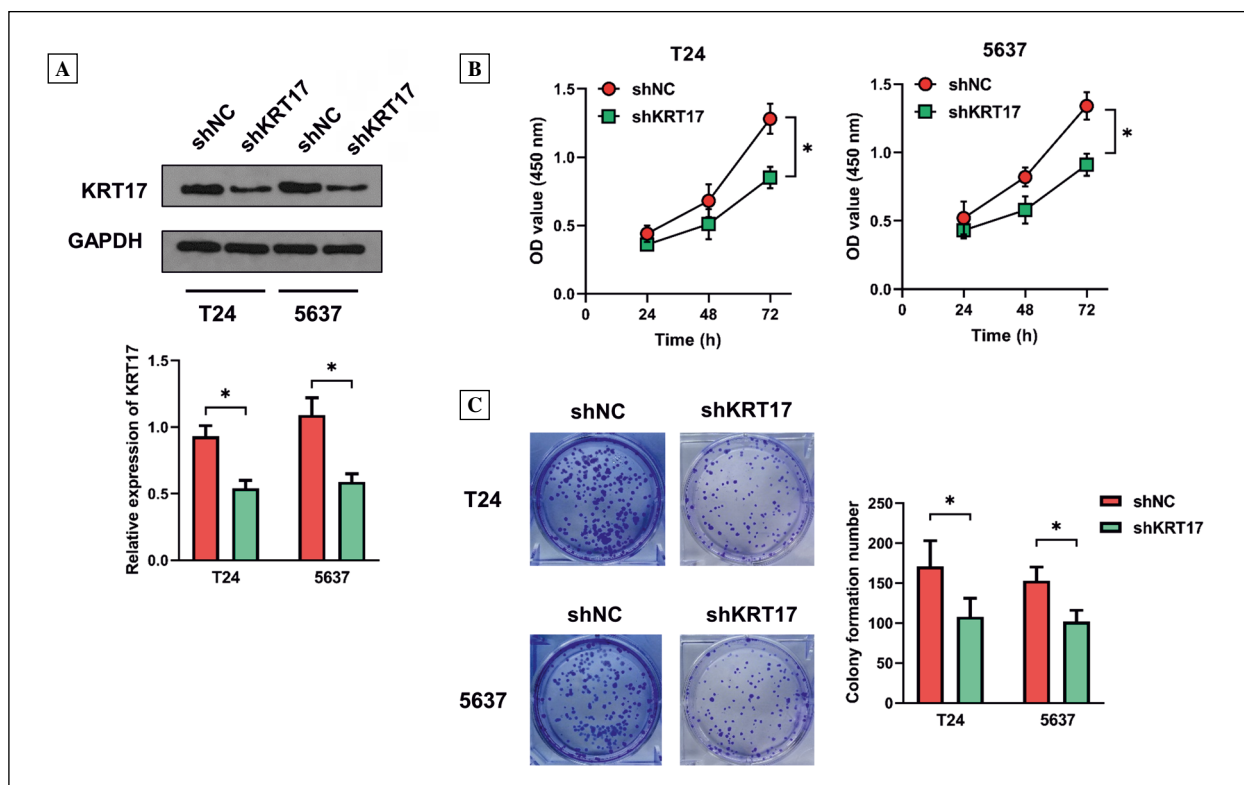 A
shNC
shKRT17
shNC
shKRT17
KRT17
GAPDH
T24
5637
Relative expression of KRT17
1.5
1.0
0.5
0.0
*
*
T24
5637
B
T24
shNC
shKRT17
OD value (450 nm)
1.5
1.0
0.5
0.0
*
0
24
48
72
Time (h)
5637
shNC
shKRT17
OD value (450 nm)
1.5
1.0
0.5
0.0
*
0
24
48
72
Time (h)
C
shNC
shKRT17
T24
shNC
shKRT17
5637
Colony formation number
250
200
150
100
50
0
*
*
T24
5637
shNC
shKRT17